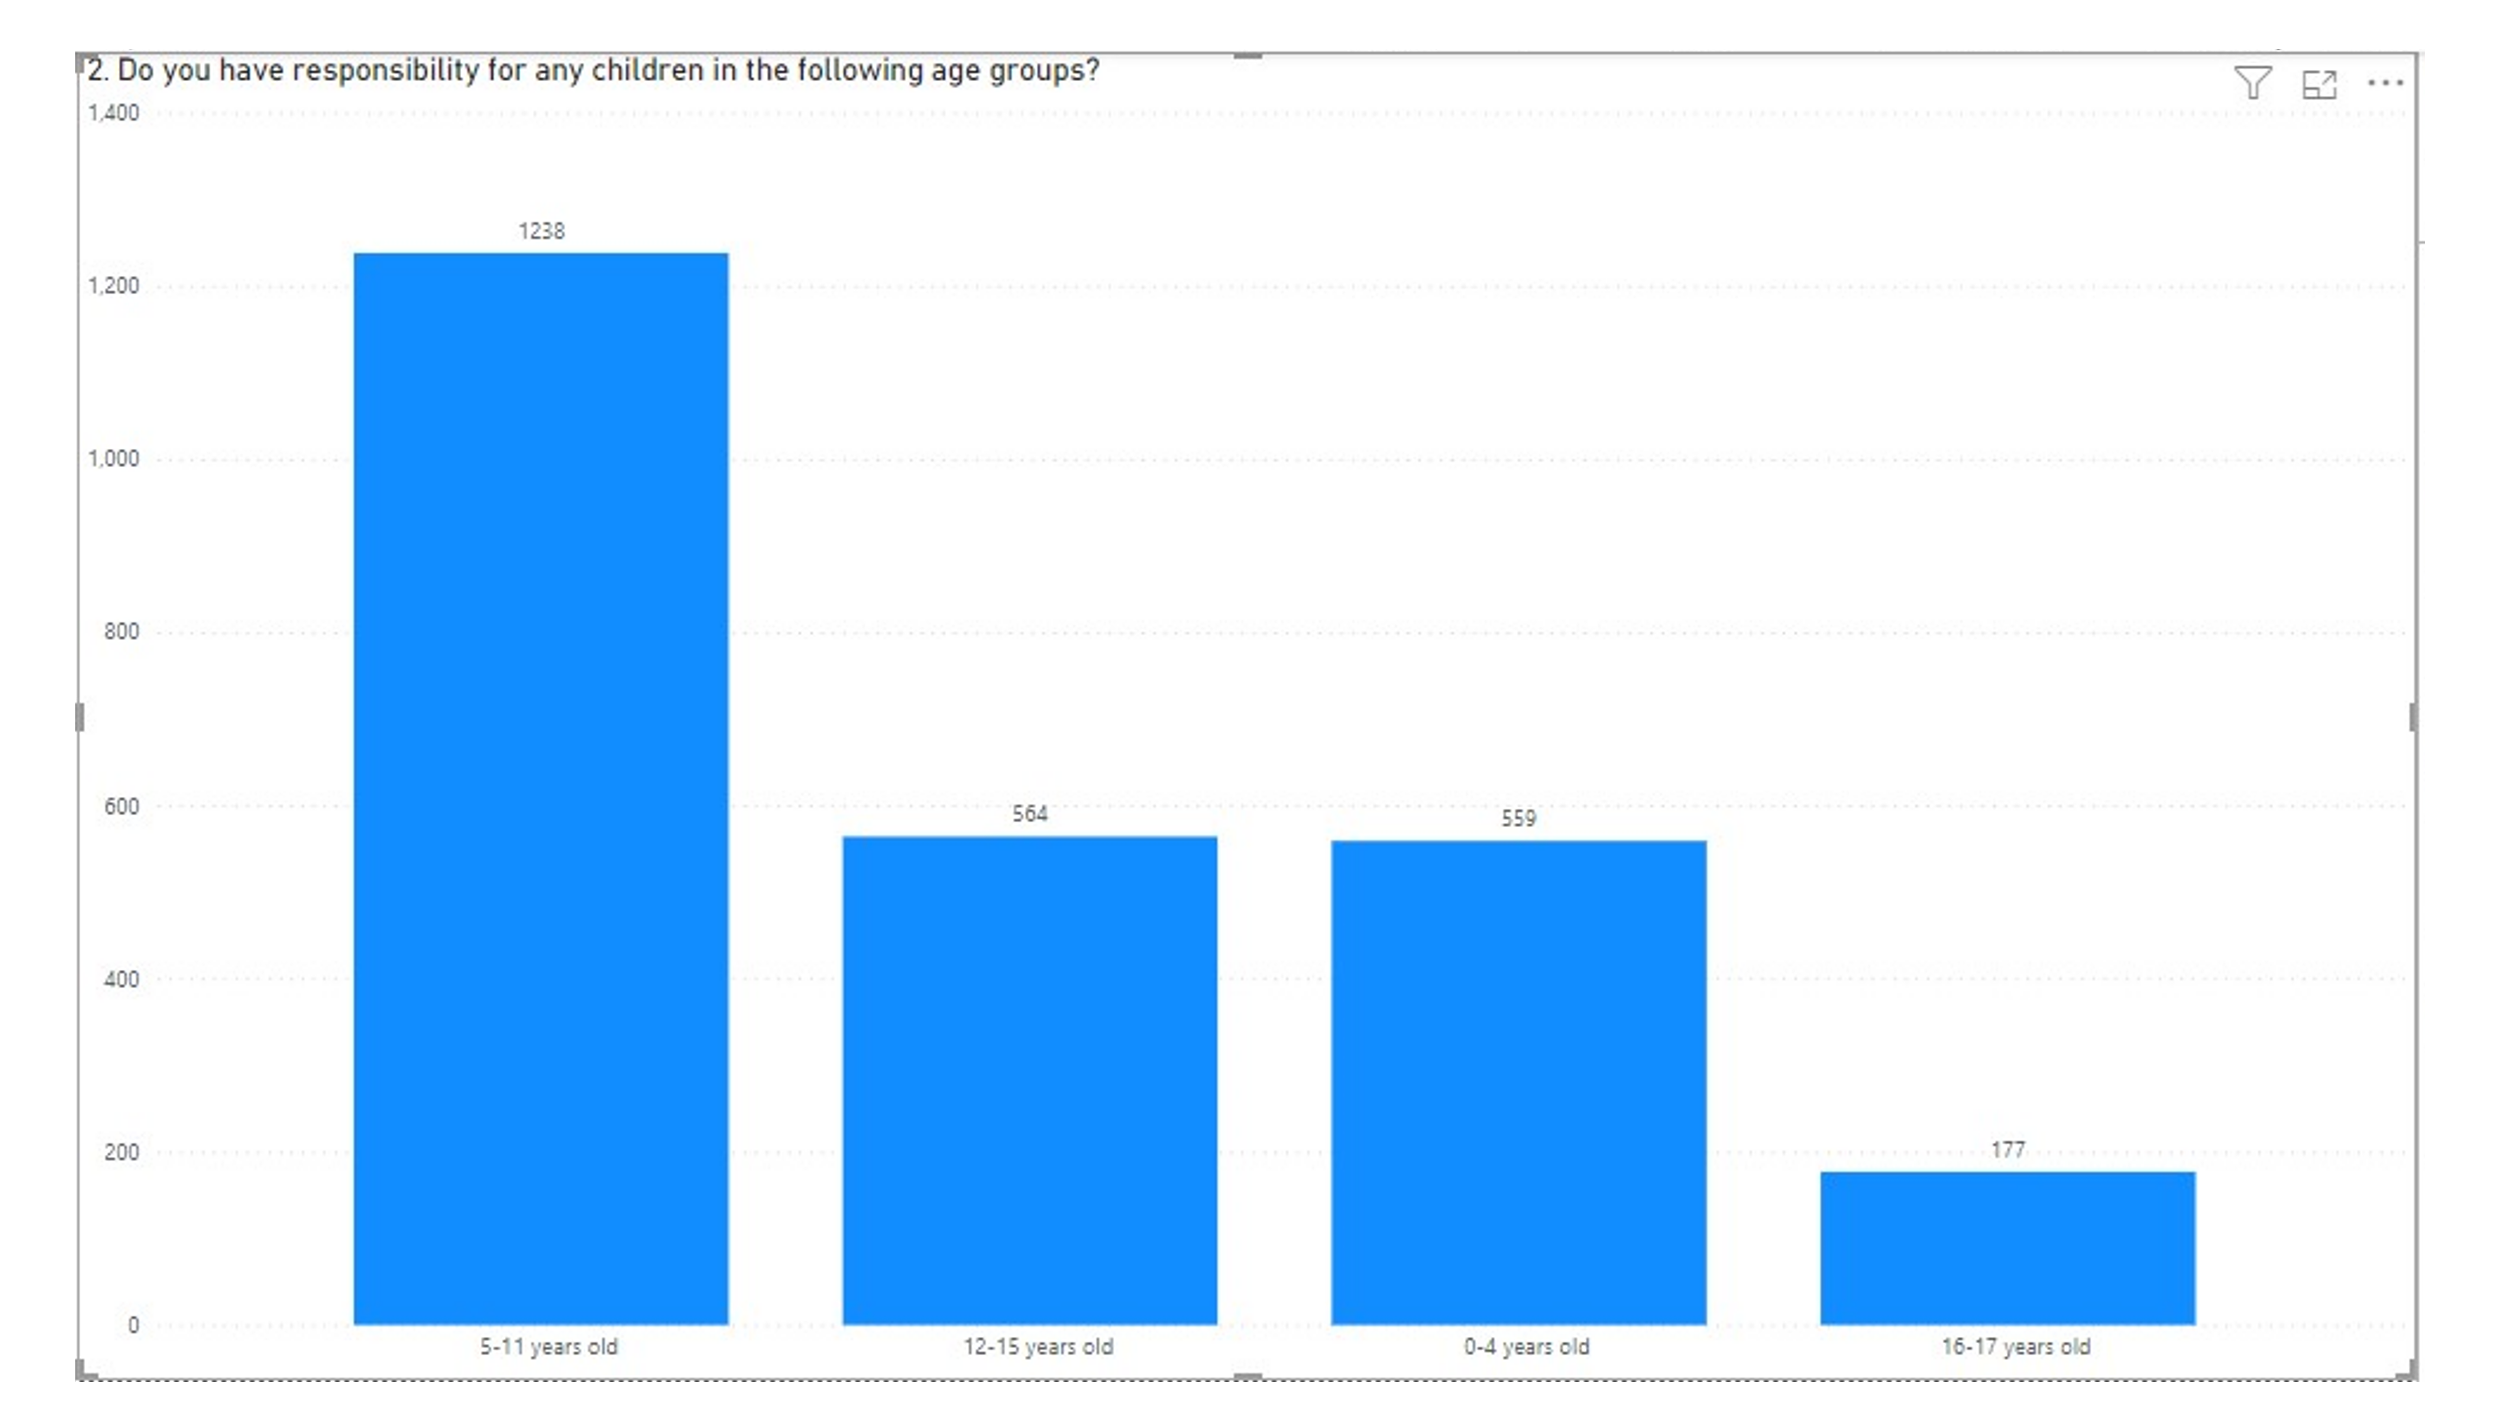 2. Do you have responsibility for any children in the following age groups?
1,400
1238
1,200
1,000
800
600
564
559
400
200
177
0
5-11 years old
12-15 years old
0-4 years old
16-17 years old